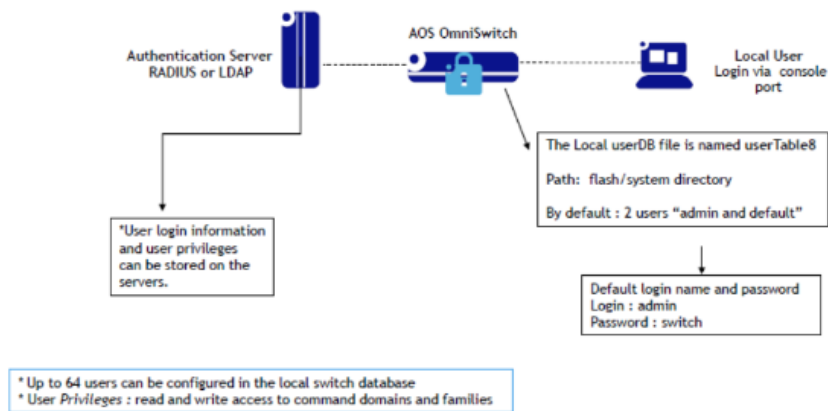 AOS OmniSwitch
Authentication Server
RADIUS or LDAP
Local User
Login via console
port
The Local userDB file is named userTable8
Path: flash/system directory
By default : 2 users “admin and default”
*User login information
and user privileges
can be stored on the
servers.
Default login name and password
Login : admin
Password : switch
* Up to 64 users can be configured in the local switch database
* User Privileges : read and write access to command domains and families